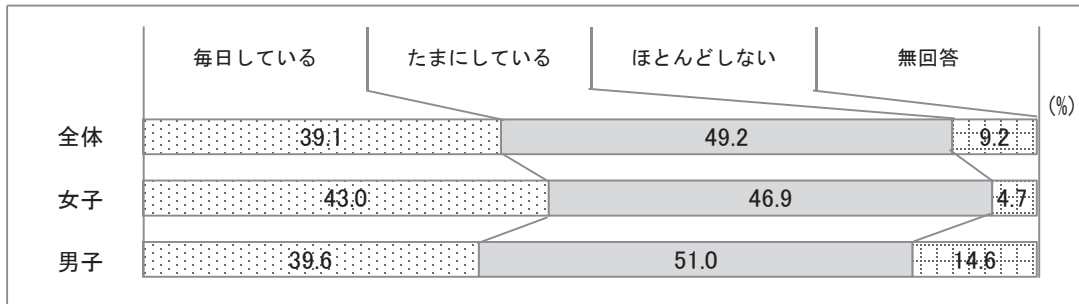 毎日している たまにしている ほとんどしない 無回答
(%)
全体 39.1 49.2 9.2
女子 43.0 46.9 4.7
男子 39.6 51.0 14.6